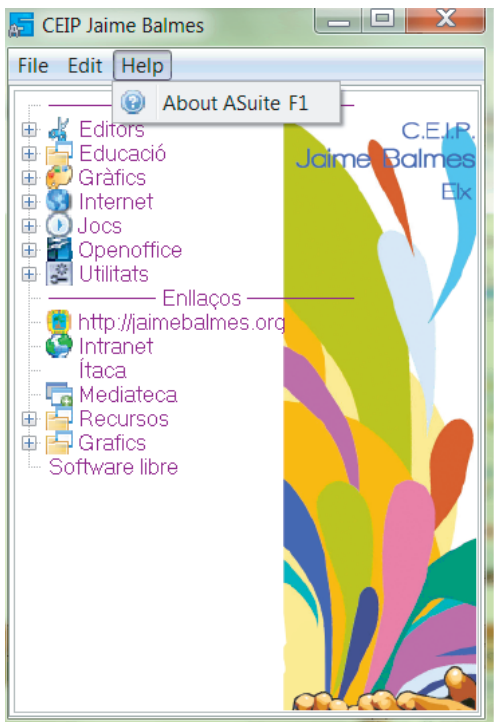 CEIP Jaime Balmes
File Edit Help
About ASuite F1
C.E.I.P.
Jaime Balmes
Elx
Editors
Educació
Gràfics
Internet
Jocs
Openoffice
Utilitats
Enllaços
http://jaimebalmes.org
Intranet
Ítaca
Mediateca
Recursos
Grafics
Software libre